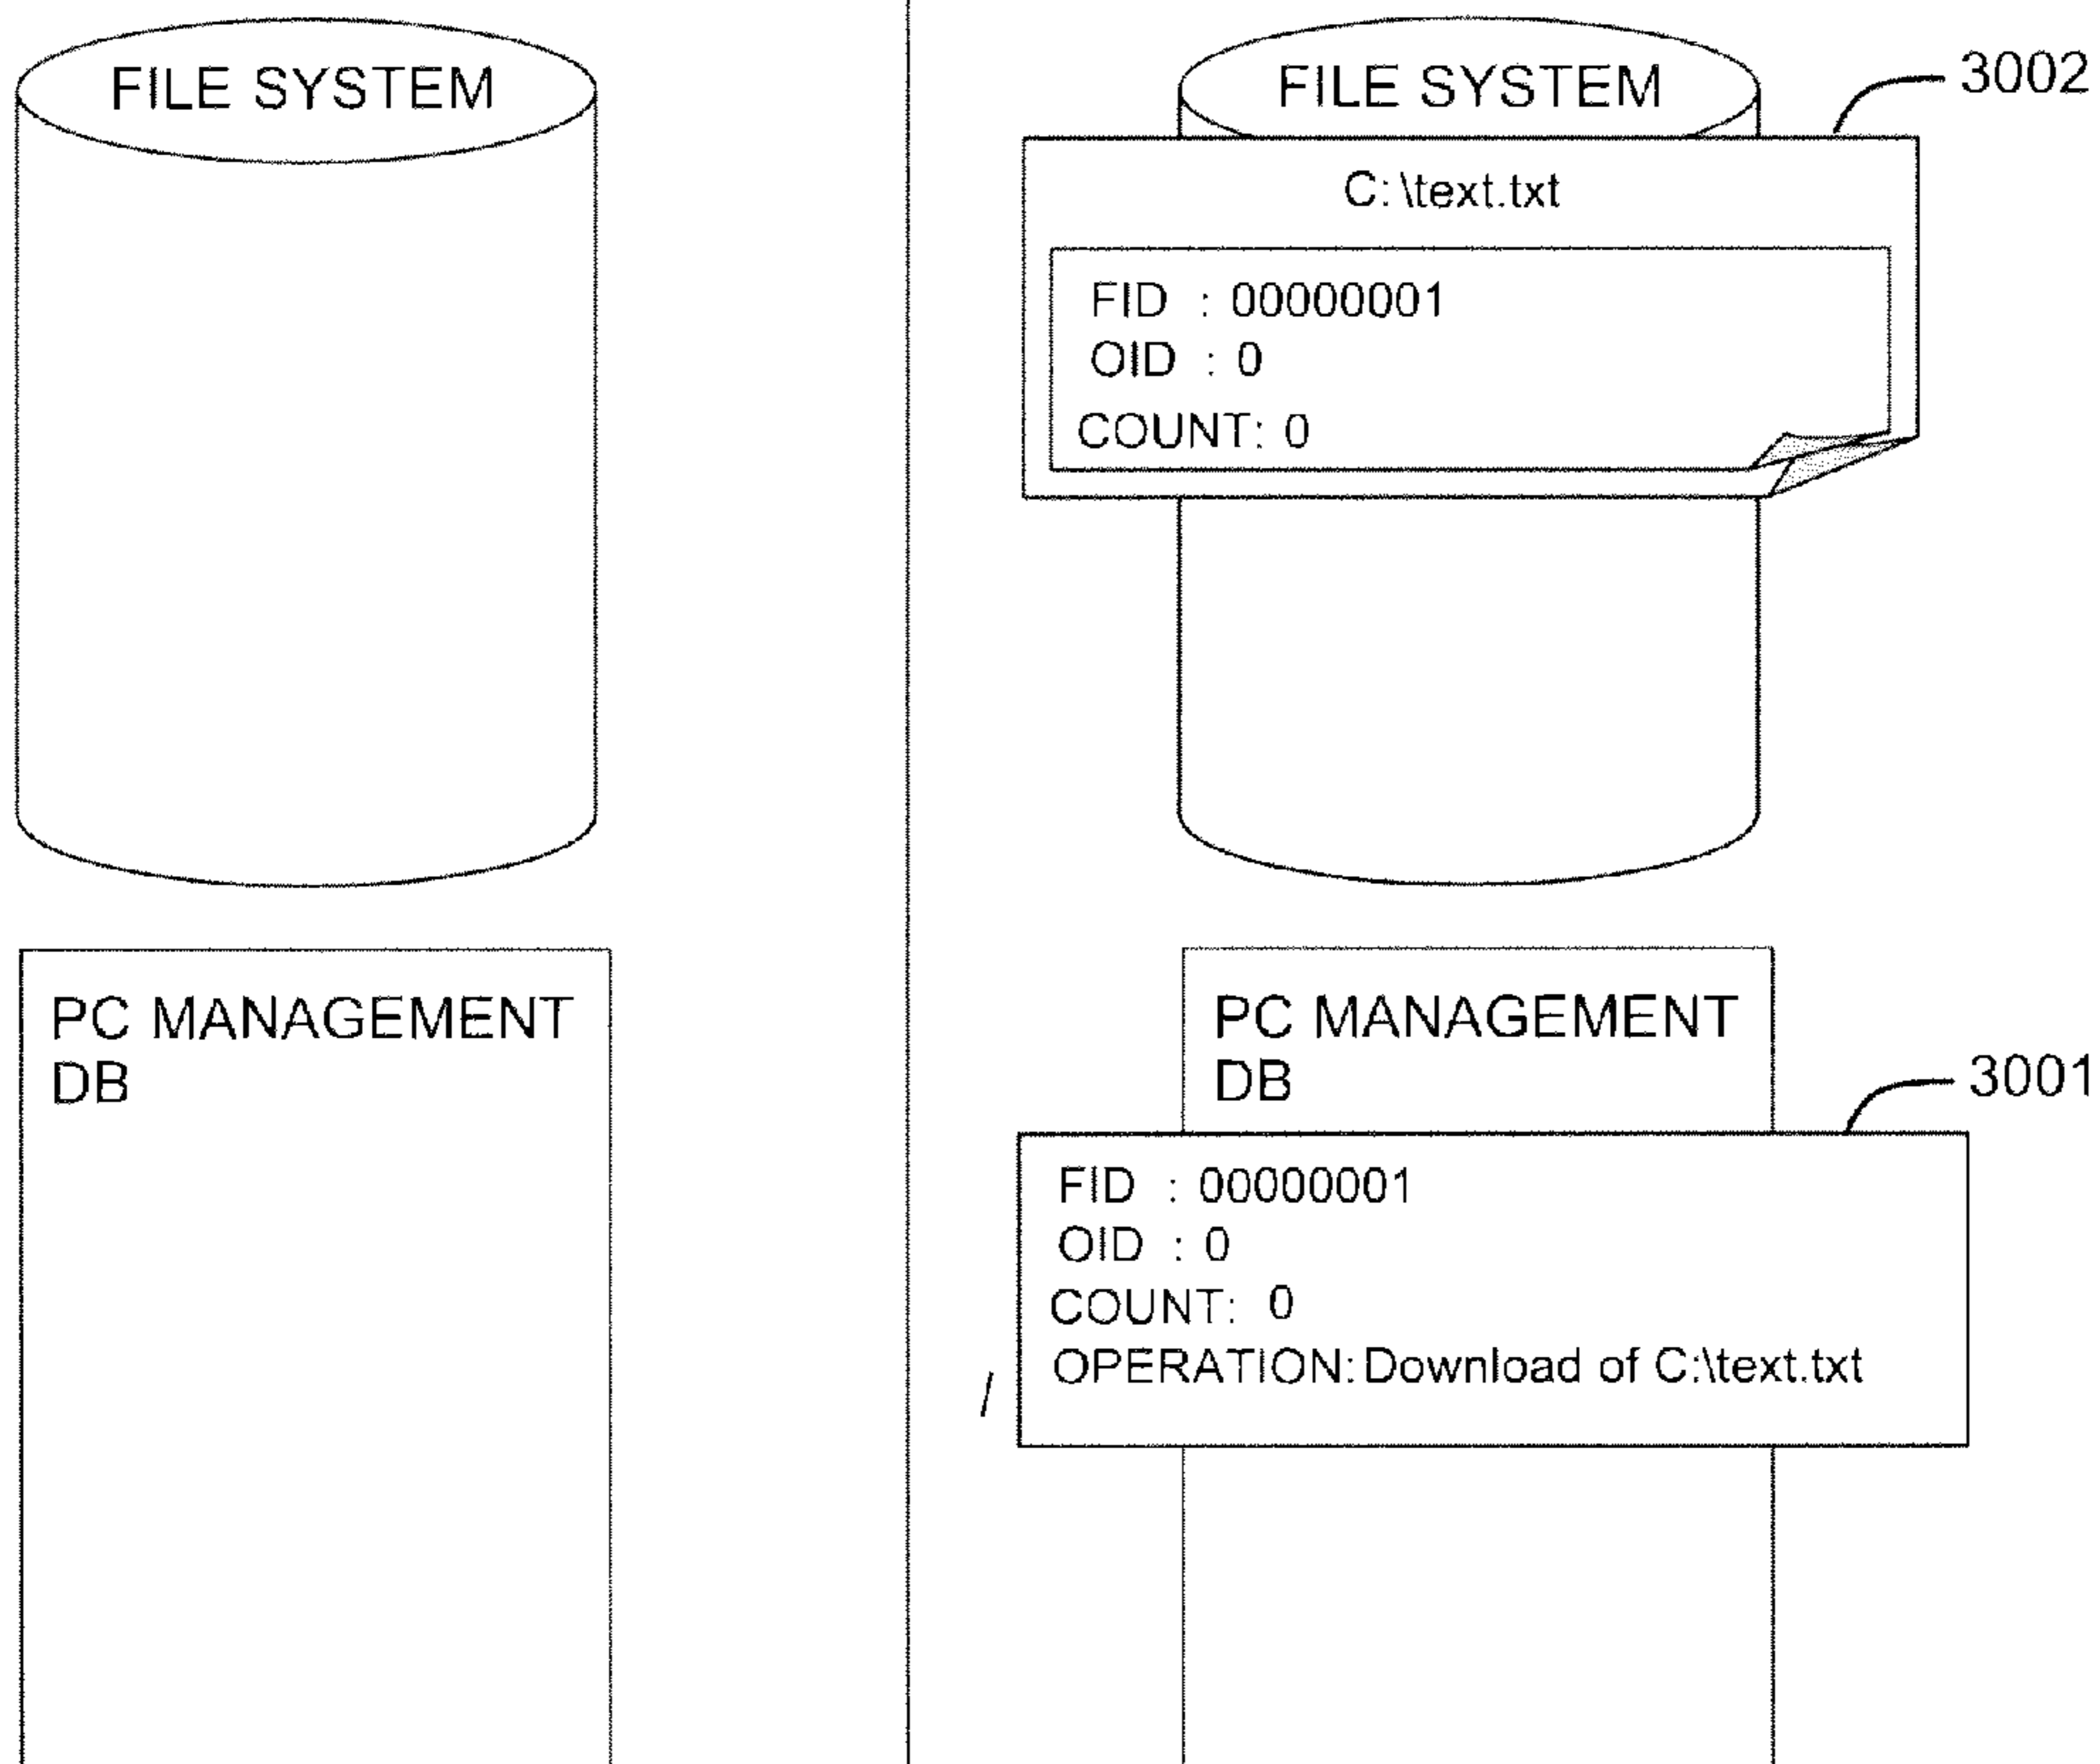 FILE SYSTEM
PC MANAGEMENT
DB
FILE SYSTEM
3002
C:\text.txt
FID : 00000001
OID : 0
COUNT: 0
PC MANAGEMENT
DB
3001
FID : 00000001
OID : 0
COUNT: 0
OPERATION:Download of C:\text.txt
/